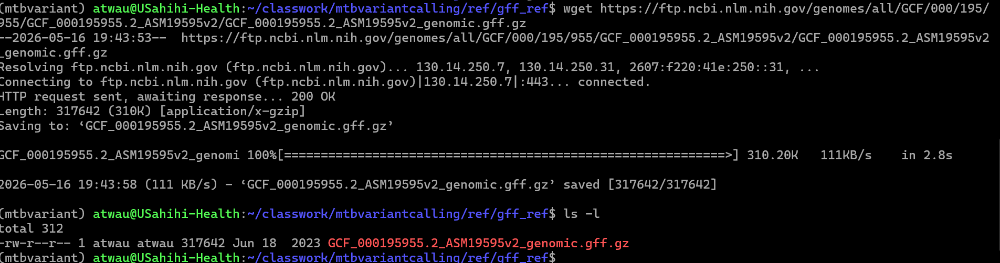 (mtbvariant) atwau@USahihi-Health:~/classwork/mtbvariantcalling/ref/gff_ref$ wget https://ftp.ncbi.nlm.nih.gov/genomes/all/GCF/000/195/
955/GCF_000195955.2_ASM19595v2/GCF_000195955.2_ASM19595v2_genomic.gff.gz
--2026-05-16 19:43:53--  https://ftp.ncbi.nlm.nih.gov/genomes/all/GCF/000/195/955/GCF_000195955.2_ASM19595v2/GCF_000195955.2_ASM19595v2
_genomic.gff.gz
Resolving ftp.ncbi.nlm.nih.gov (ftp.ncbi.nlm.nih.gov)... 130.14.250.7, 130.14.250.31, 2607:f220:41e:250::31, ...
Connecting to ftp.ncbi.nlm.nih.gov (ftp.ncbi.nlm.nih.gov)|130.14.250.7|:443... connected.
HTTP request sent, awaiting response... 200 OK
Length: 317642 (310K) [application/x-gzip]
Saving to: ‘GCF_000195955.2_ASM19595v2_genomic.gff.gz’
GCF_000195955.2_ASM19595v2_genomi 100%[============================================================>] 310.20K   111KB/s    in 2.8s
2026-05-16 19:43:58 (111 KB/s) - ‘GCF_000195955.2_ASM19595v2_genomic.gff.gz’ saved [317642/317642]
(mtbvariant) atwau@USahihi-Health:~/classwork/mtbvariantcalling/ref/gff_ref$ ls -l
total 312
-rw-r--r-- 1 atwau atwau 317642 Jun 18  2023 GCF_000195955.2_ASM19595v2_genomic.gff.gz
(mtbvariant) atwau@USahihi-Health:~/classwork/mtbvariantcalling/ref/gff_ref$